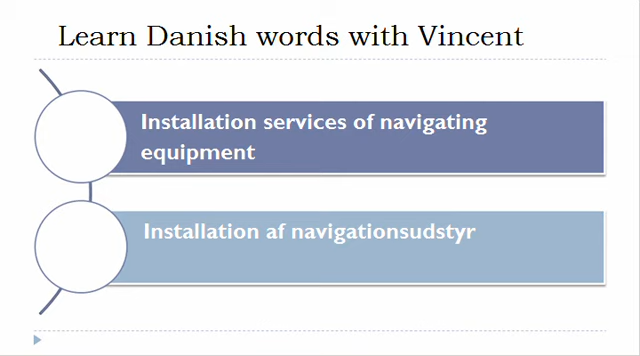 Learn Danish words with Vincent
Installation services of navigating
equipment
Installation af navigationsudstyr